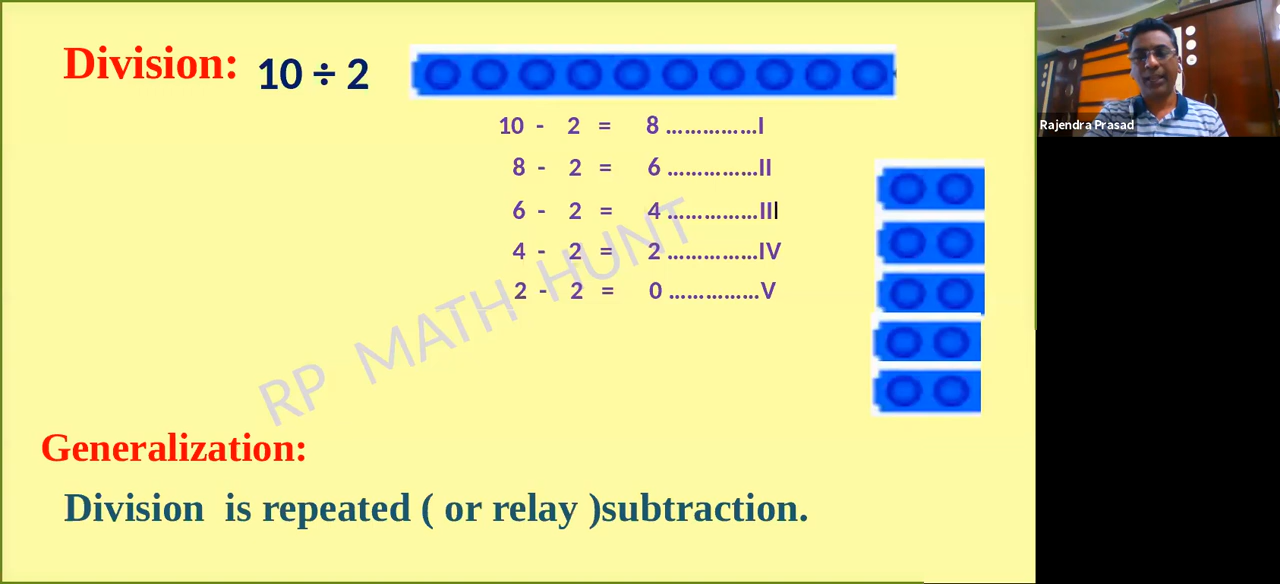 Division: 10 ÷ 2
10 - 2 = 8 ……………I
8 - 2 = 6 ……………II
6 - 2 = 4 ……………III
4 - 2 = 2 ……………IV
2 - 2 = 0 ……………V
RP MATH HUNT
Generalization:
Division is repeated ( or relay )subtraction.
Rajendra Prasad